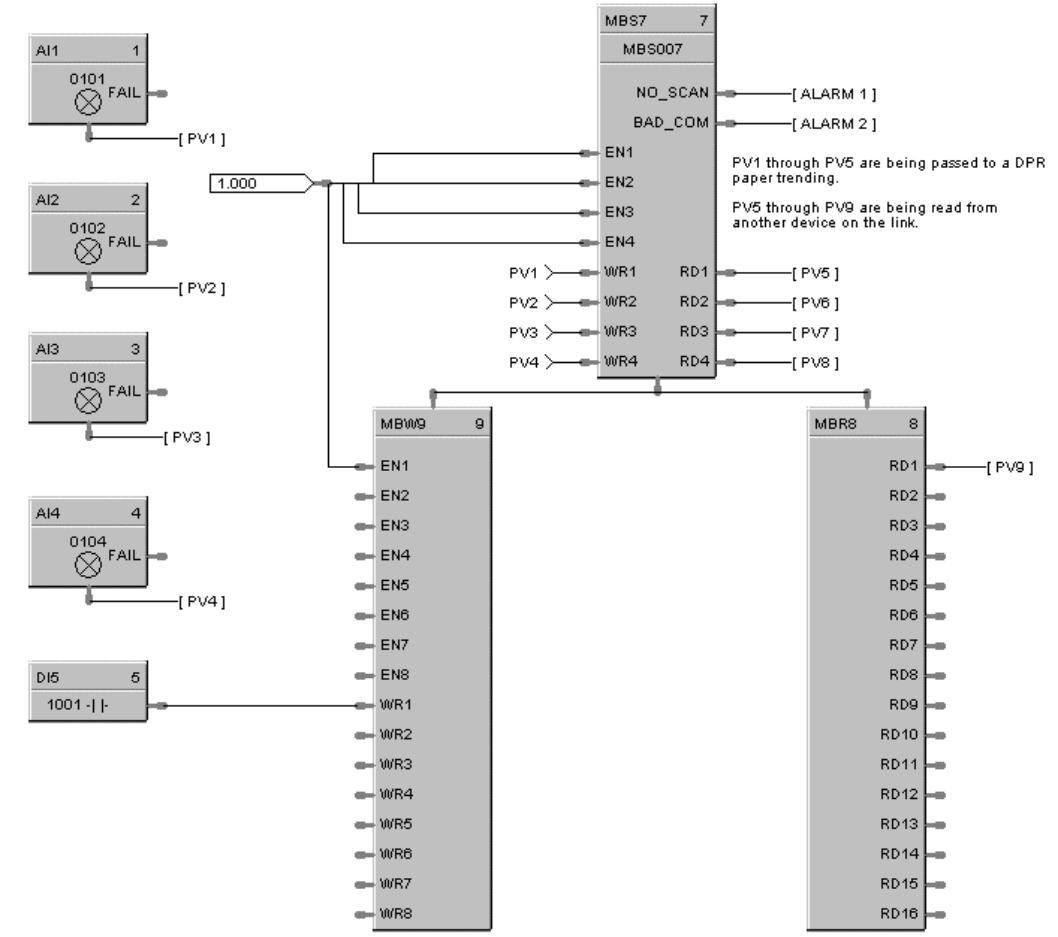 AI1 1
0101
FAIL
[ PV1 ]
AI2 2
0102
FAIL
[ PV2 ]
AI3 3
0103
FAIL
[ PV3 ]
AI4 4
0104
FAIL
[ PV4 ]
DI5 5
1001 -| |-
1.000
MBS7 7
MBS007
NO_SCAN [ ALARM 1 ]
BAD_COM [ ALARM 2 ]
EN1
EN2
EN3
EN4
PV1 WR1 RD1 [ PV5 ]
PV2 WR2 RD2 [ PV6 ]
PV3 WR3 RD3 [ PV7 ]
PV4 WR4 RD4 [ PV8 ]
PV1 through PV5 are being passed to a DPR
paper trending.
PV5 through PV9 are being read from
another device on the link.
MBW9 9
EN1
EN2
EN3
EN4
EN5
EN6
EN7
EN8
WR1
WR2
WR3
WR4
WR5
WR6
WR7
WR8
MBR8 8
RD1 [ PV9 ]
RD2
RD3
RD4
RD5
RD6
RD7
RD8
RD9
RD10
RD11
RD12
RD13
RD14
RD15
RD16